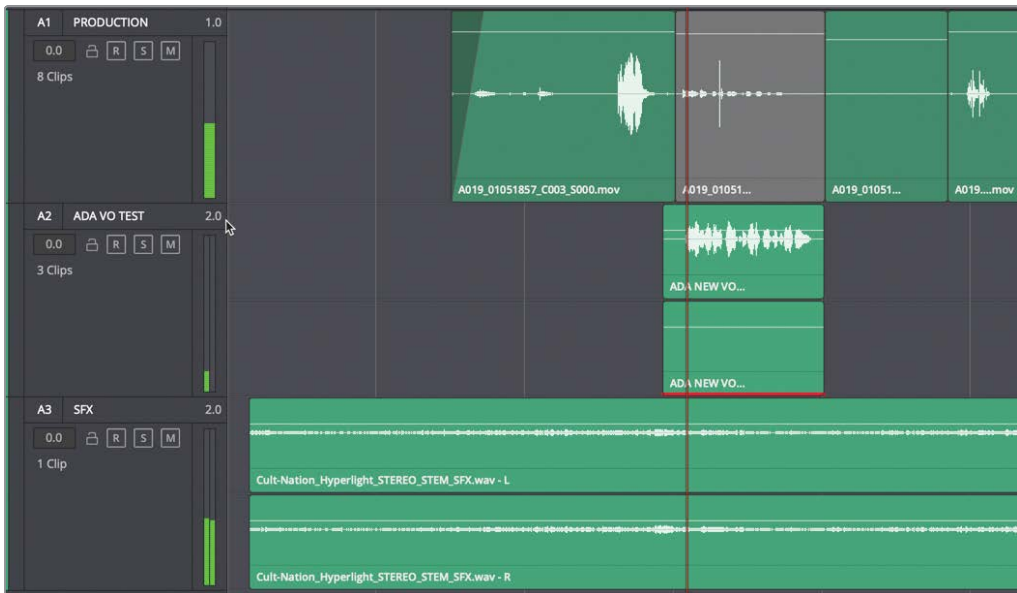 A1 PRODUCTION 1.0
0.0 R S M
8 Clips
A019_01051857_C003_S000.mov
A019_01051...
A019_01051...
A019....mov
A2 ADA VO TEST 2.0
0.0 R S M
3 Clips
ADA NEW VO...
ADA NEW VO...
A3 SFX 2.0
0.0 R S M
1 Clip
Cult-Nation_Hyperlight_STEREO_STEM_SFX.wav - L
Cult-Nation_Hyperlight_STEREO_STEM_SFX.wav - R